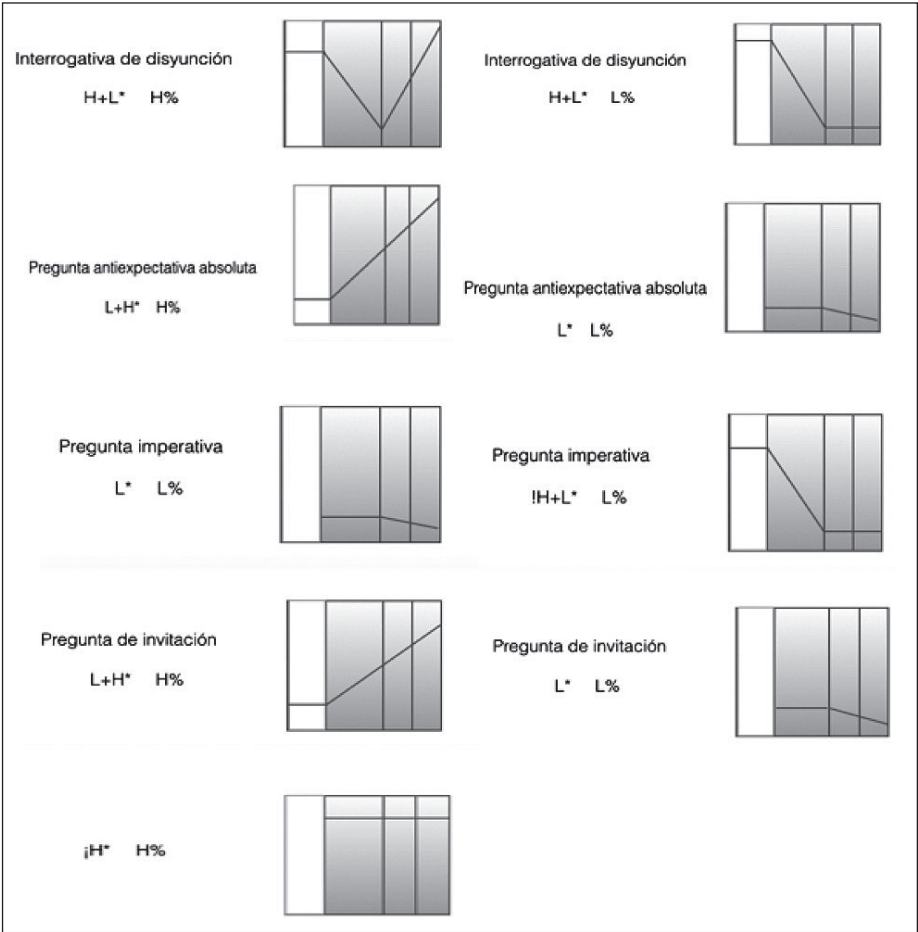 Interrogativa de disyunción
H+L* H%
Interrogativa de disyunción
H+L* L%
Pregunta antiexpectativa absoluta
L+H* H%
Pregunta antiexpectativa absoluta
L* L%
Pregunta imperativa
L* L%
Pregunta imperativa
!H+L* L%
Pregunta de invitación
L+H* H%
Pregunta de invitación
L* L%
¡H* H%